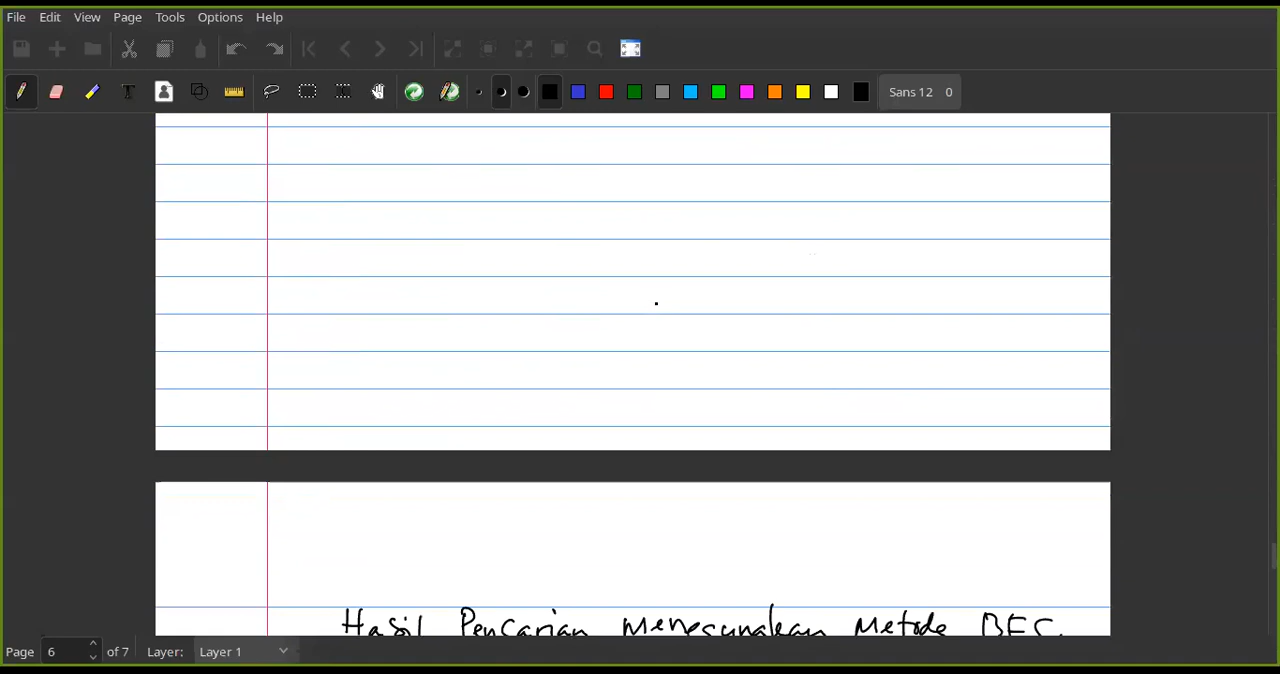 File Edit View Page Tools Options Help
Sans 12 0
Hasil Pencarian Menggunakan Metode BFS.
Page 6 of 7 Layer: Layer 1